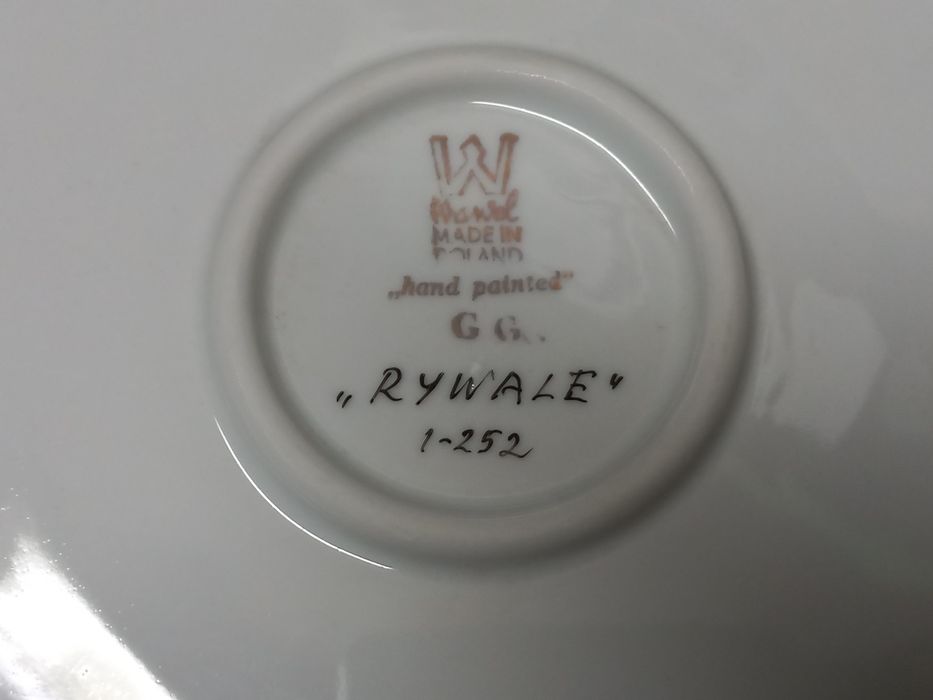 W
Wawel
MADE IN
POLAND
„hand painted"
G G..
„RYWALE"
1-252